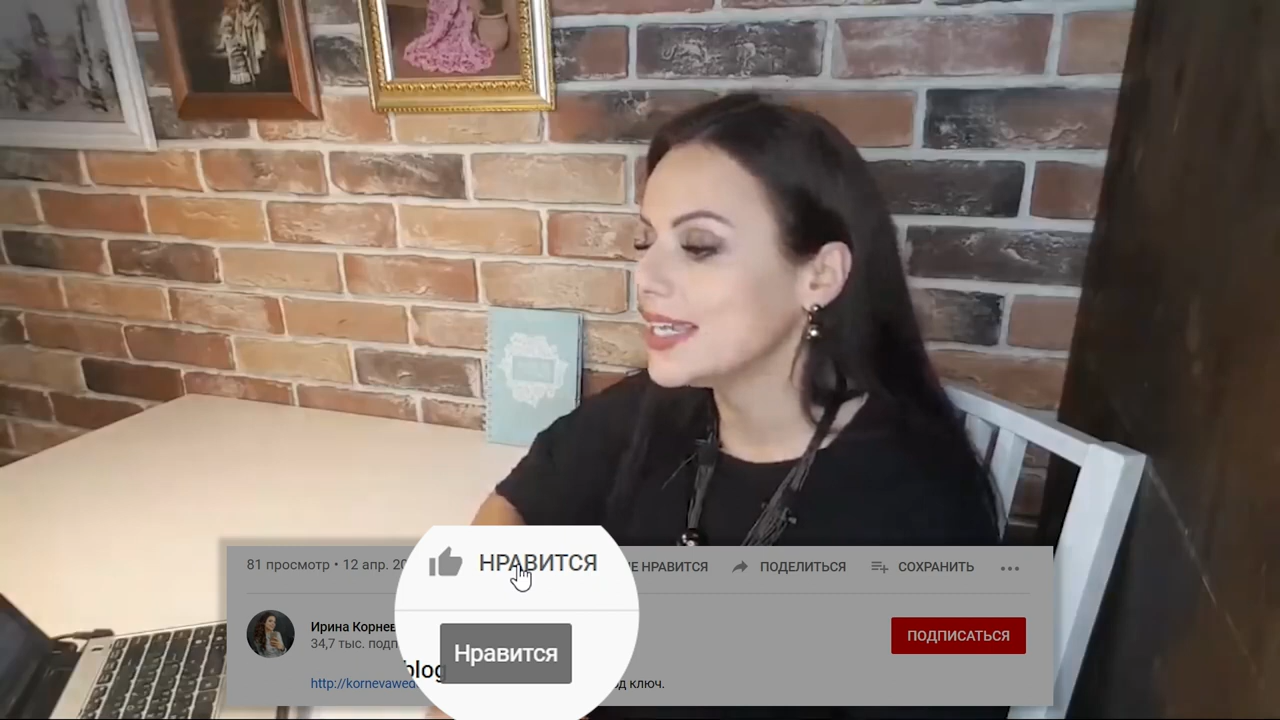 81 просмотр • 12 апр. 20
НРАВИТСЯ
Е НРАВИТСЯ
ПОДЕЛИТЬСЯ
СОХРАНИТЬ
Ирина Корнев
34,7 тыс. подп
ПОДПИСАТЬСЯ
Нравится
blog
http://kornevawed
од ключ.